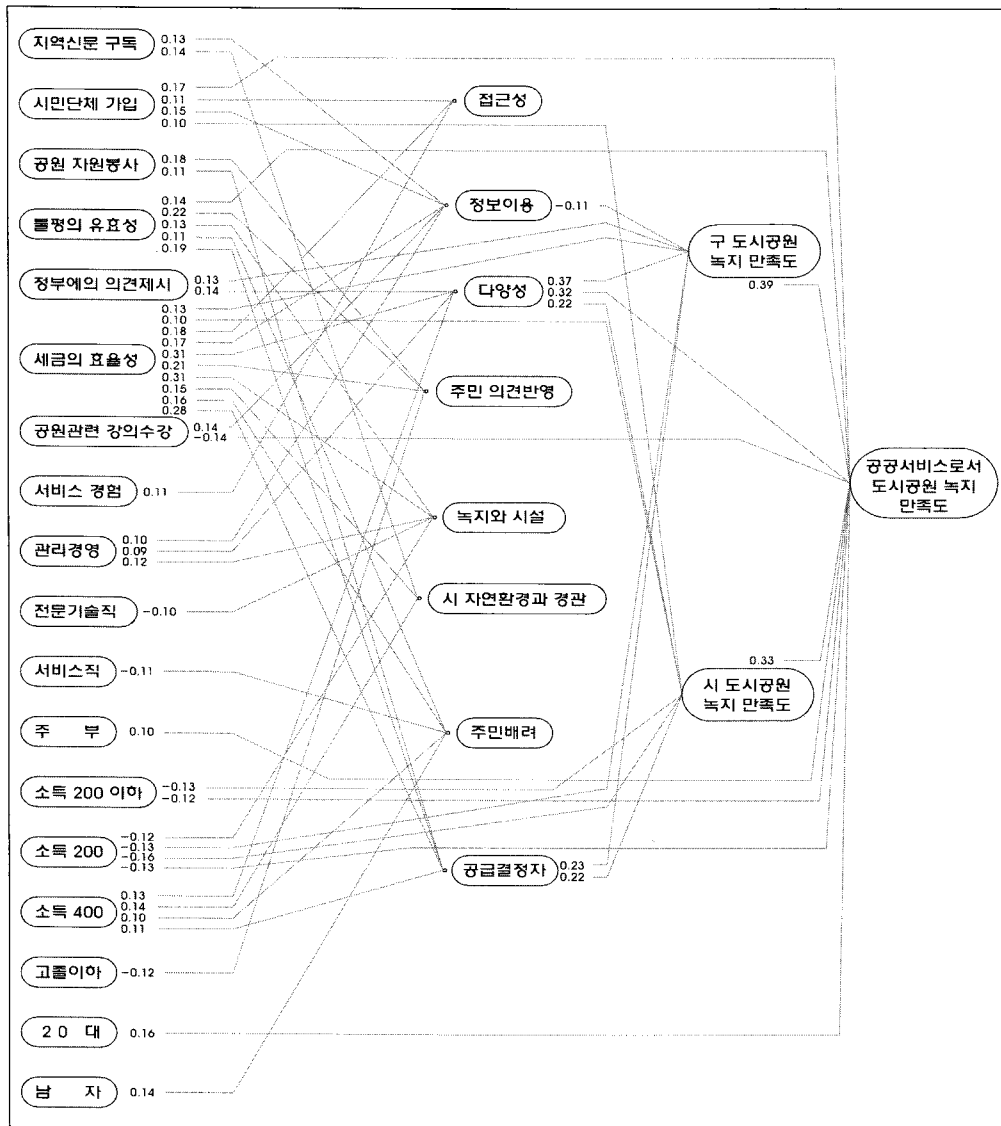 지역신문 구독
0.13
0.14
시민단체 가입
0.17
0.11
0.15
0.10
공원 자원봉사
0.18
0.11
불평의 유효성
0.14
0.22
0.13
0.11
0.19
정부에의 의견제시
0.13
0.14
세금의 효율성
0.13
0.10
0.18
0.17
0.31
0.21
0.31
0.15
0.16
0.28
공원관련 강의수강
0.14
-0.14
서비스 경험
0.11
관리경영
0.10
0.09
0.12
전문기술직
-0.10
서비스직
-0.11
주 부
0.10
소득 200 이하
-0.13
-0.12
소득 200
-0.12
-0.13
-0.16
-0.13
소득 400
0.13
0.14
0.10
0.11
고졸이하
-0.12
20 대
0.16
남 자
0.14
접근성
정보이용
-0.11
다양성
0.37
0.32
0.22
주민 의견반영
녹지와 시설
시 자연환경과 경관
주민배려
공급결정자
0.23
0.22
구 도시공원
녹지 만족도
0.39
시 도시공원
녹지 만족도
0.33
공공서비스로서
도시공원 녹지
만족도